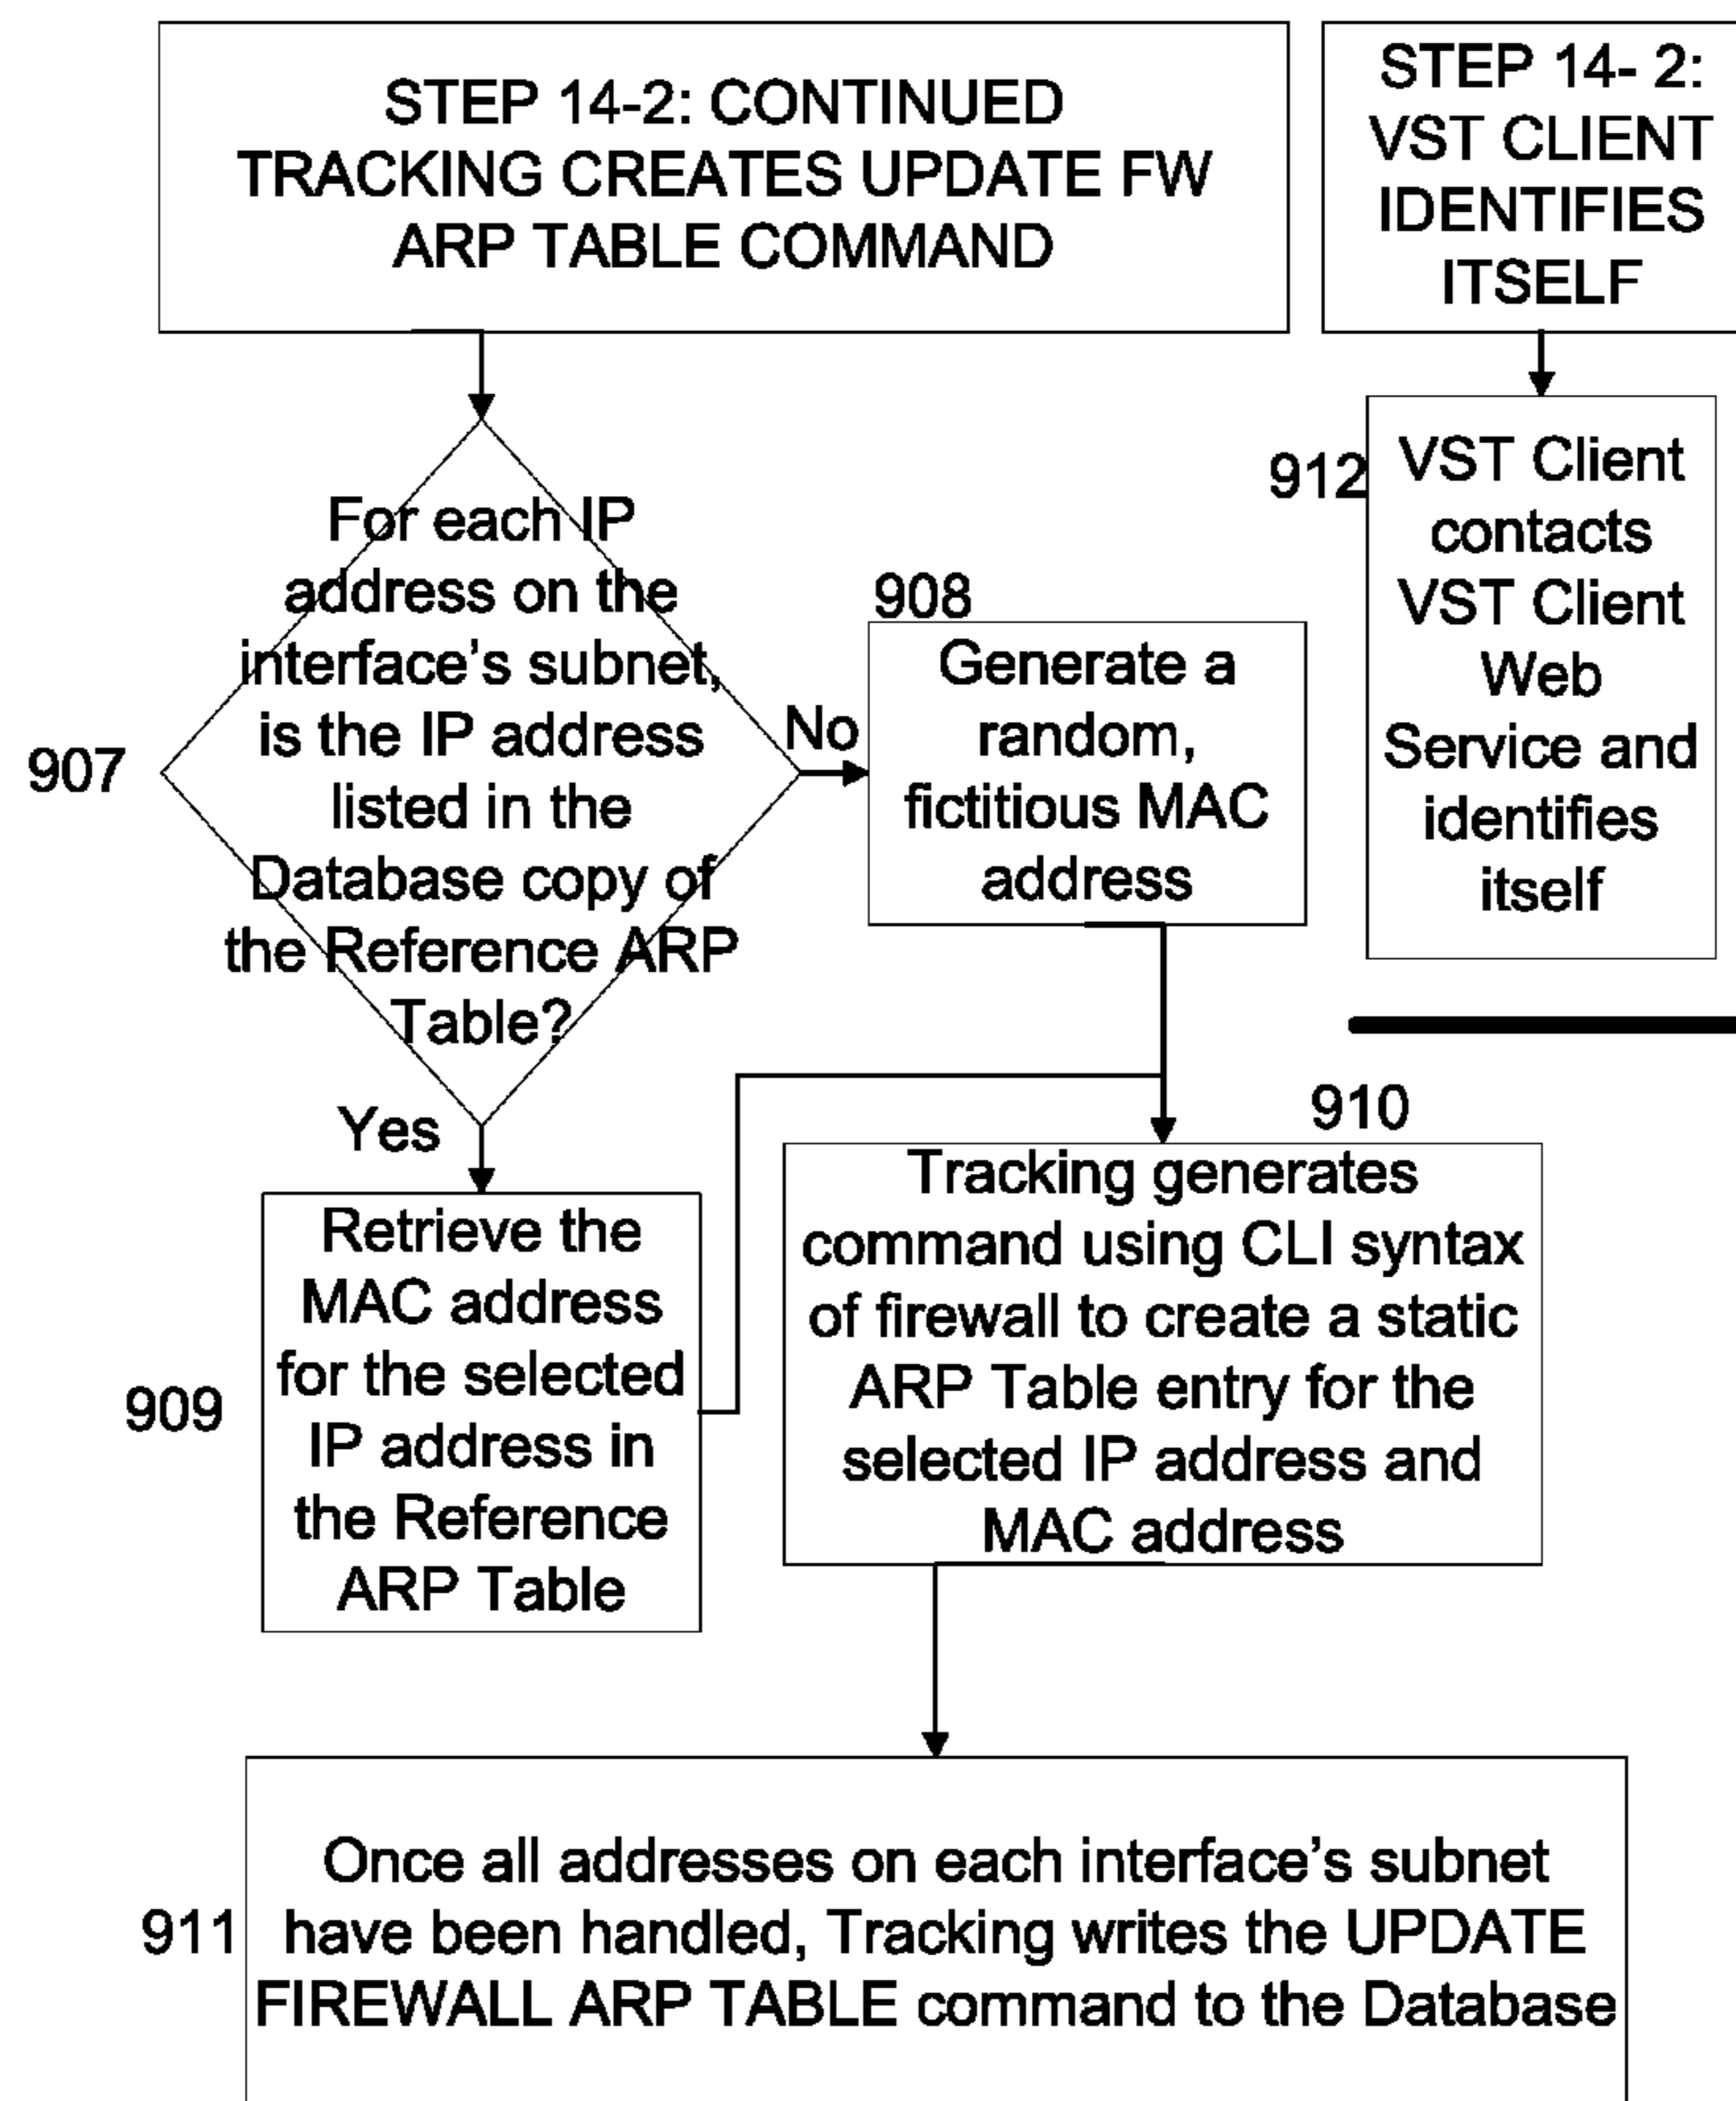 STEP 14-2: CONTINUED
TRACKING CREATES UPDATE FW
ARP TABLE COMMAND
For each IP
address on the
interface's subnet,
is the IP address
listed in the
Database copy of
the Reference ARP
Table?
907
No
Yes
908
Generate a
random,
fictitious MAC
address
909
Retrieve the
MAC address
for the selected
IP address in
the Reference
ARP Table
910
Tracking generates
command using CLI syntax
of firewall to create a static
ARP Table entry for the
selected IP address and
MAC address
911
Once all addresses on each interface's subnet
have been handled, Tracking writes the UPDATE
FIREWALL ARP TABLE command to the Database
STEP 14- 2:
VST CLIENT
IDENTIFIES
ITSELF
912
VST Client
contacts
VST Client
Web
Service and
identifies
itself